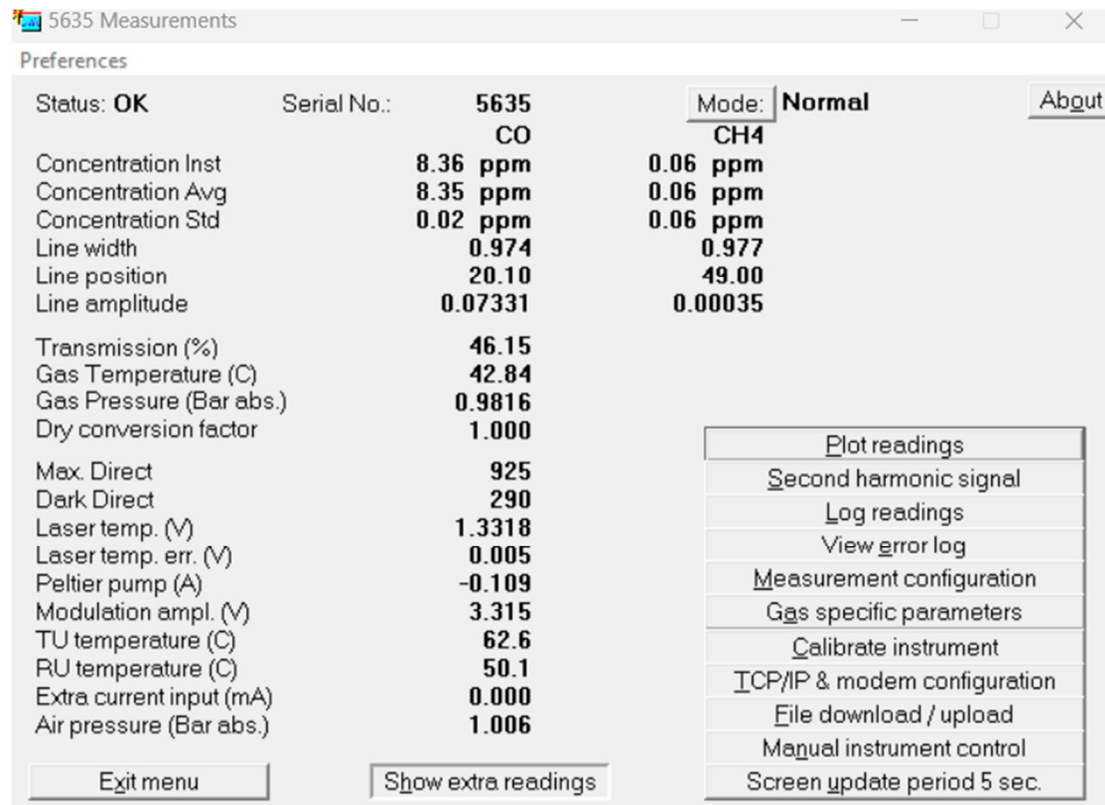 5635 Measurements
Preferences
Status: OK Serial No.: 5635 Mode: Normal About
CO CH4
Concentration Inst 8.36 ppm 0.06 ppm
Concentration Avg 8.35 ppm 0.06 ppm
Concentration Std 0.02 ppm 0.06 ppm
Line width 0.974 0.977
Line position 20.10 49.00
Line amplitude 0.07331 0.00035
Transmission (%) 46.15
Gas Temperature (C) 42.84
Gas Pressure (Bar abs.) 0.9816
Dry conversion factor 1.000
Plot readings
Max. Direct 925
Second harmonic signal
Dark Direct 290
Log readings
Laser temp. (V) 1.3318
View error log
Laser temp. err. (V) 0.005
Peltier pump (A) -0.109
Measurement configuration
Modulation ampl. (V) 3.315
Gas specific parameters
TU temperature (C) 62.6
Calibrate instrument
RU temperature (C) 50.1
TCP/IP & modem configuration
Extra current input (mA) 0.000
File download / upload
Air pressure (Bar abs.) 1.006
Manual instrument control
Exit menu Show extra readings Screen update period 5 sec.